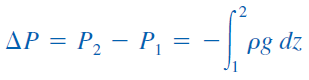 ΔP = P₂ − P₁ = −∫₁² ρg dz